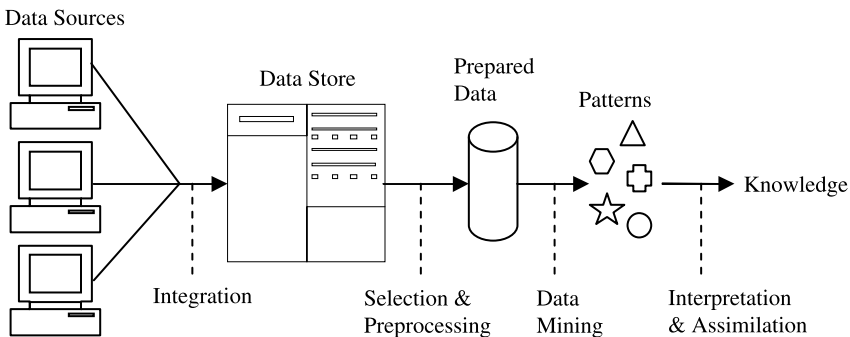 Data Sources
Data Store
Prepared
Data
Patterns
Knowledge
Integration
Selection &
Preprocessing
Data
Mining
Interpretation
& Assimilation